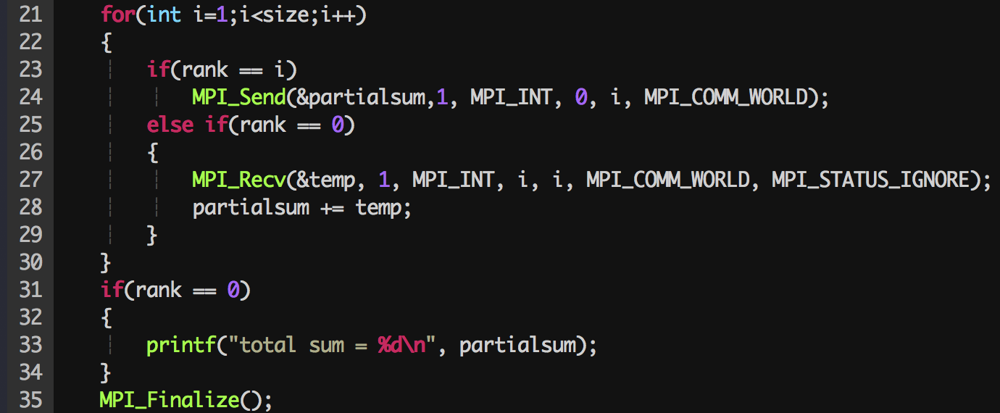 21 for(int i=1;i<size;i++)
22 {
23 if(rank == i)
24 MPI_Send(&partialsum,1, MPI_INT, 0, i, MPI_COMM_WORLD);
25 else if(rank == 0)
26 {
27 MPI_Recv(&temp, 1, MPI_INT, i, i, MPI_COMM_WORLD, MPI_STATUS_IGNORE);
28 partialsum += temp;
29 }
30 }
31 if(rank == 0)
32 {
33 printf("total sum = %d\n", partialsum);
34 }
35 MPI_Finalize();